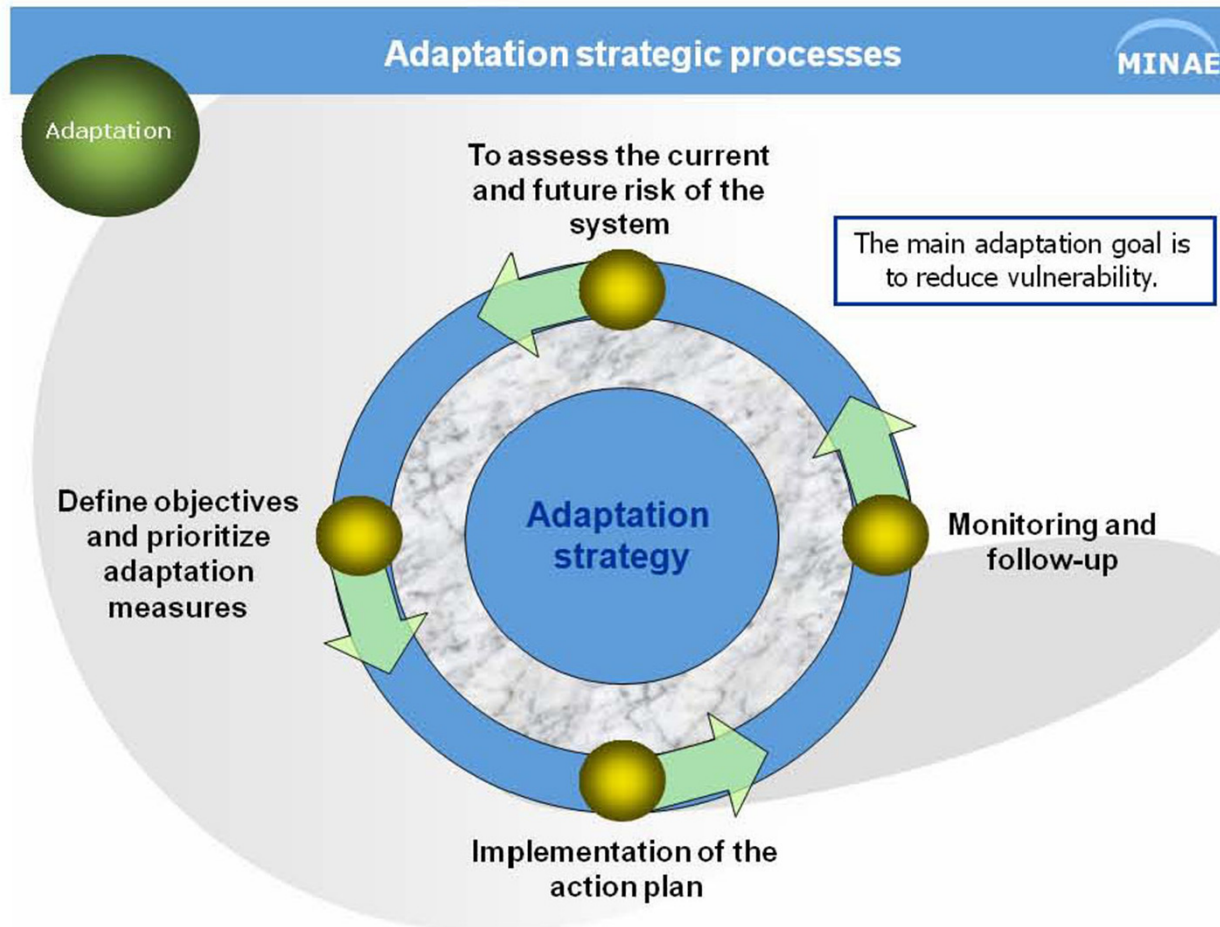 Adaptation strategic processes
MINAE
Adaptation
To assess the current
and future risk of the
system
The main adaptation goal is
to reduce vulnerability.
Define objectives
and prioritize
adaptation
measures
Adaptation
strategy
Monitoring and
follow-up
Implementation of the
action plan